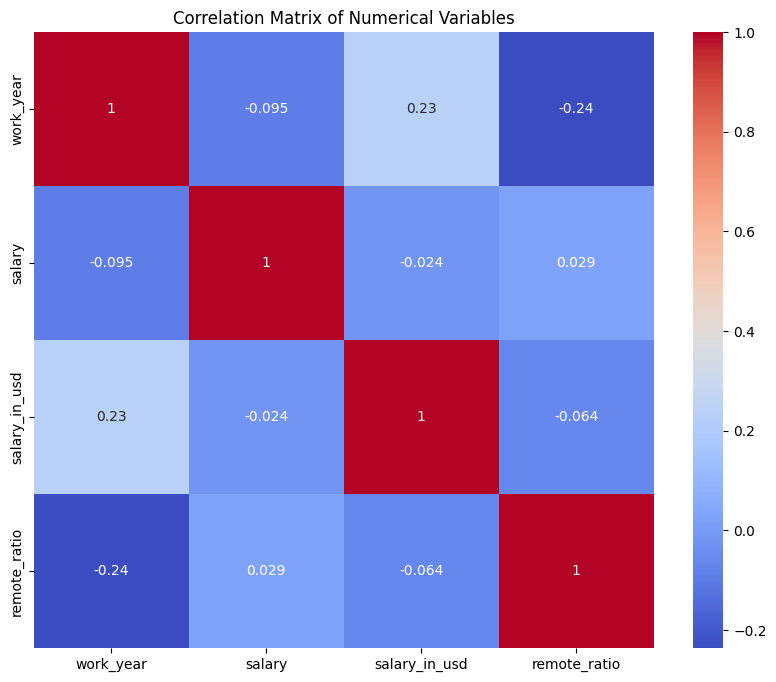 Correlation Matrix of Numerical Variables
work_year
1
-0.095
0.23
-0.24
salary
-0.095
1
-0.024
0.029
salary_in_usd
0.23
-0.024
1
-0.064
remote_ratio
-0.24
0.029
-0.064
1
work_year
salary
salary_in_usd
remote_ratio
1.0
0.8
0.6
0.4
0.2
0.0
−0.2